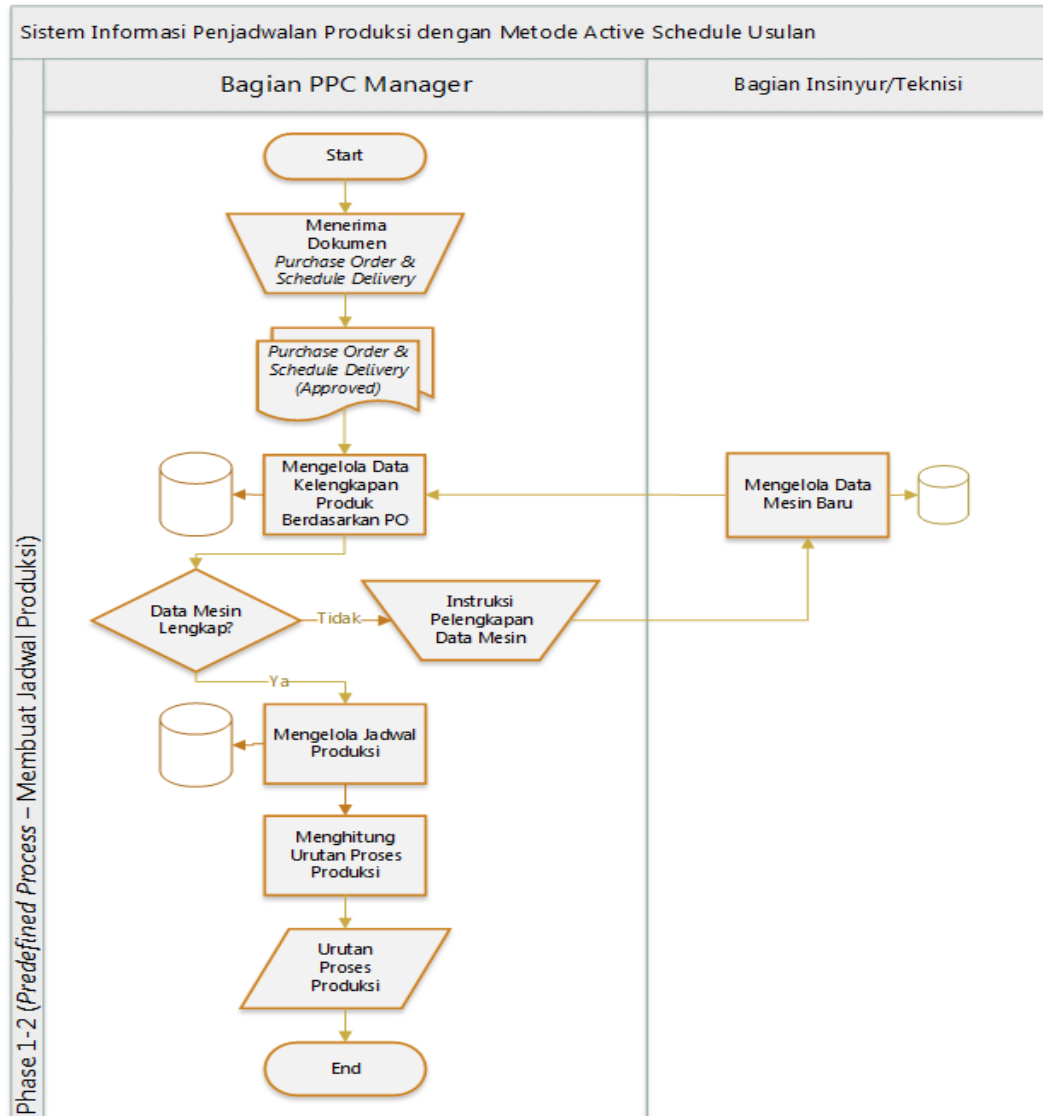 Sistem Informasi Penjadwalan Produksi dengan Metode Active Schedule Usulan
Bagian PPC Manager
Bagian Insinyur/Teknisi
Phase 1-2 (Predefined Process – Membuat Jadwal Produksi)
Start
Menerima
Dokumen
Purchase Order &
Schedule Delivery
Purchase Order &
Schedule Delivery
(Approved)
Mengelola Data
Kelengkapan
Produk
Berdasarkan PO
Mengelola Data
Mesin Baru
Data Mesin
Lengkap?
Tidak
Instruksi
Pelengkapan
Data Mesin
Ya
Mengelola Jadwal
Produksi
Menghitung
Urutan Proses
Produksi
Urutan
Proses
Produksi
End